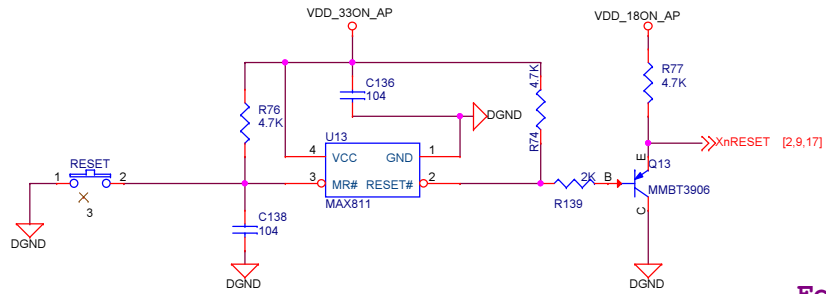 VDD_33ON_AP
VDD_18ON_AP
C136
104
R76
4.7K
4.7K
R74
R77
4.7K
DGND
XnRESET [2,9,17]
U13
4 VCC GND 1
3 MR# RESET# 2
MAX811
RESET
1 2
3
C138
104
2K
R139
B
E
C
Q13
MMBT3906
DGND
DGND
DGND